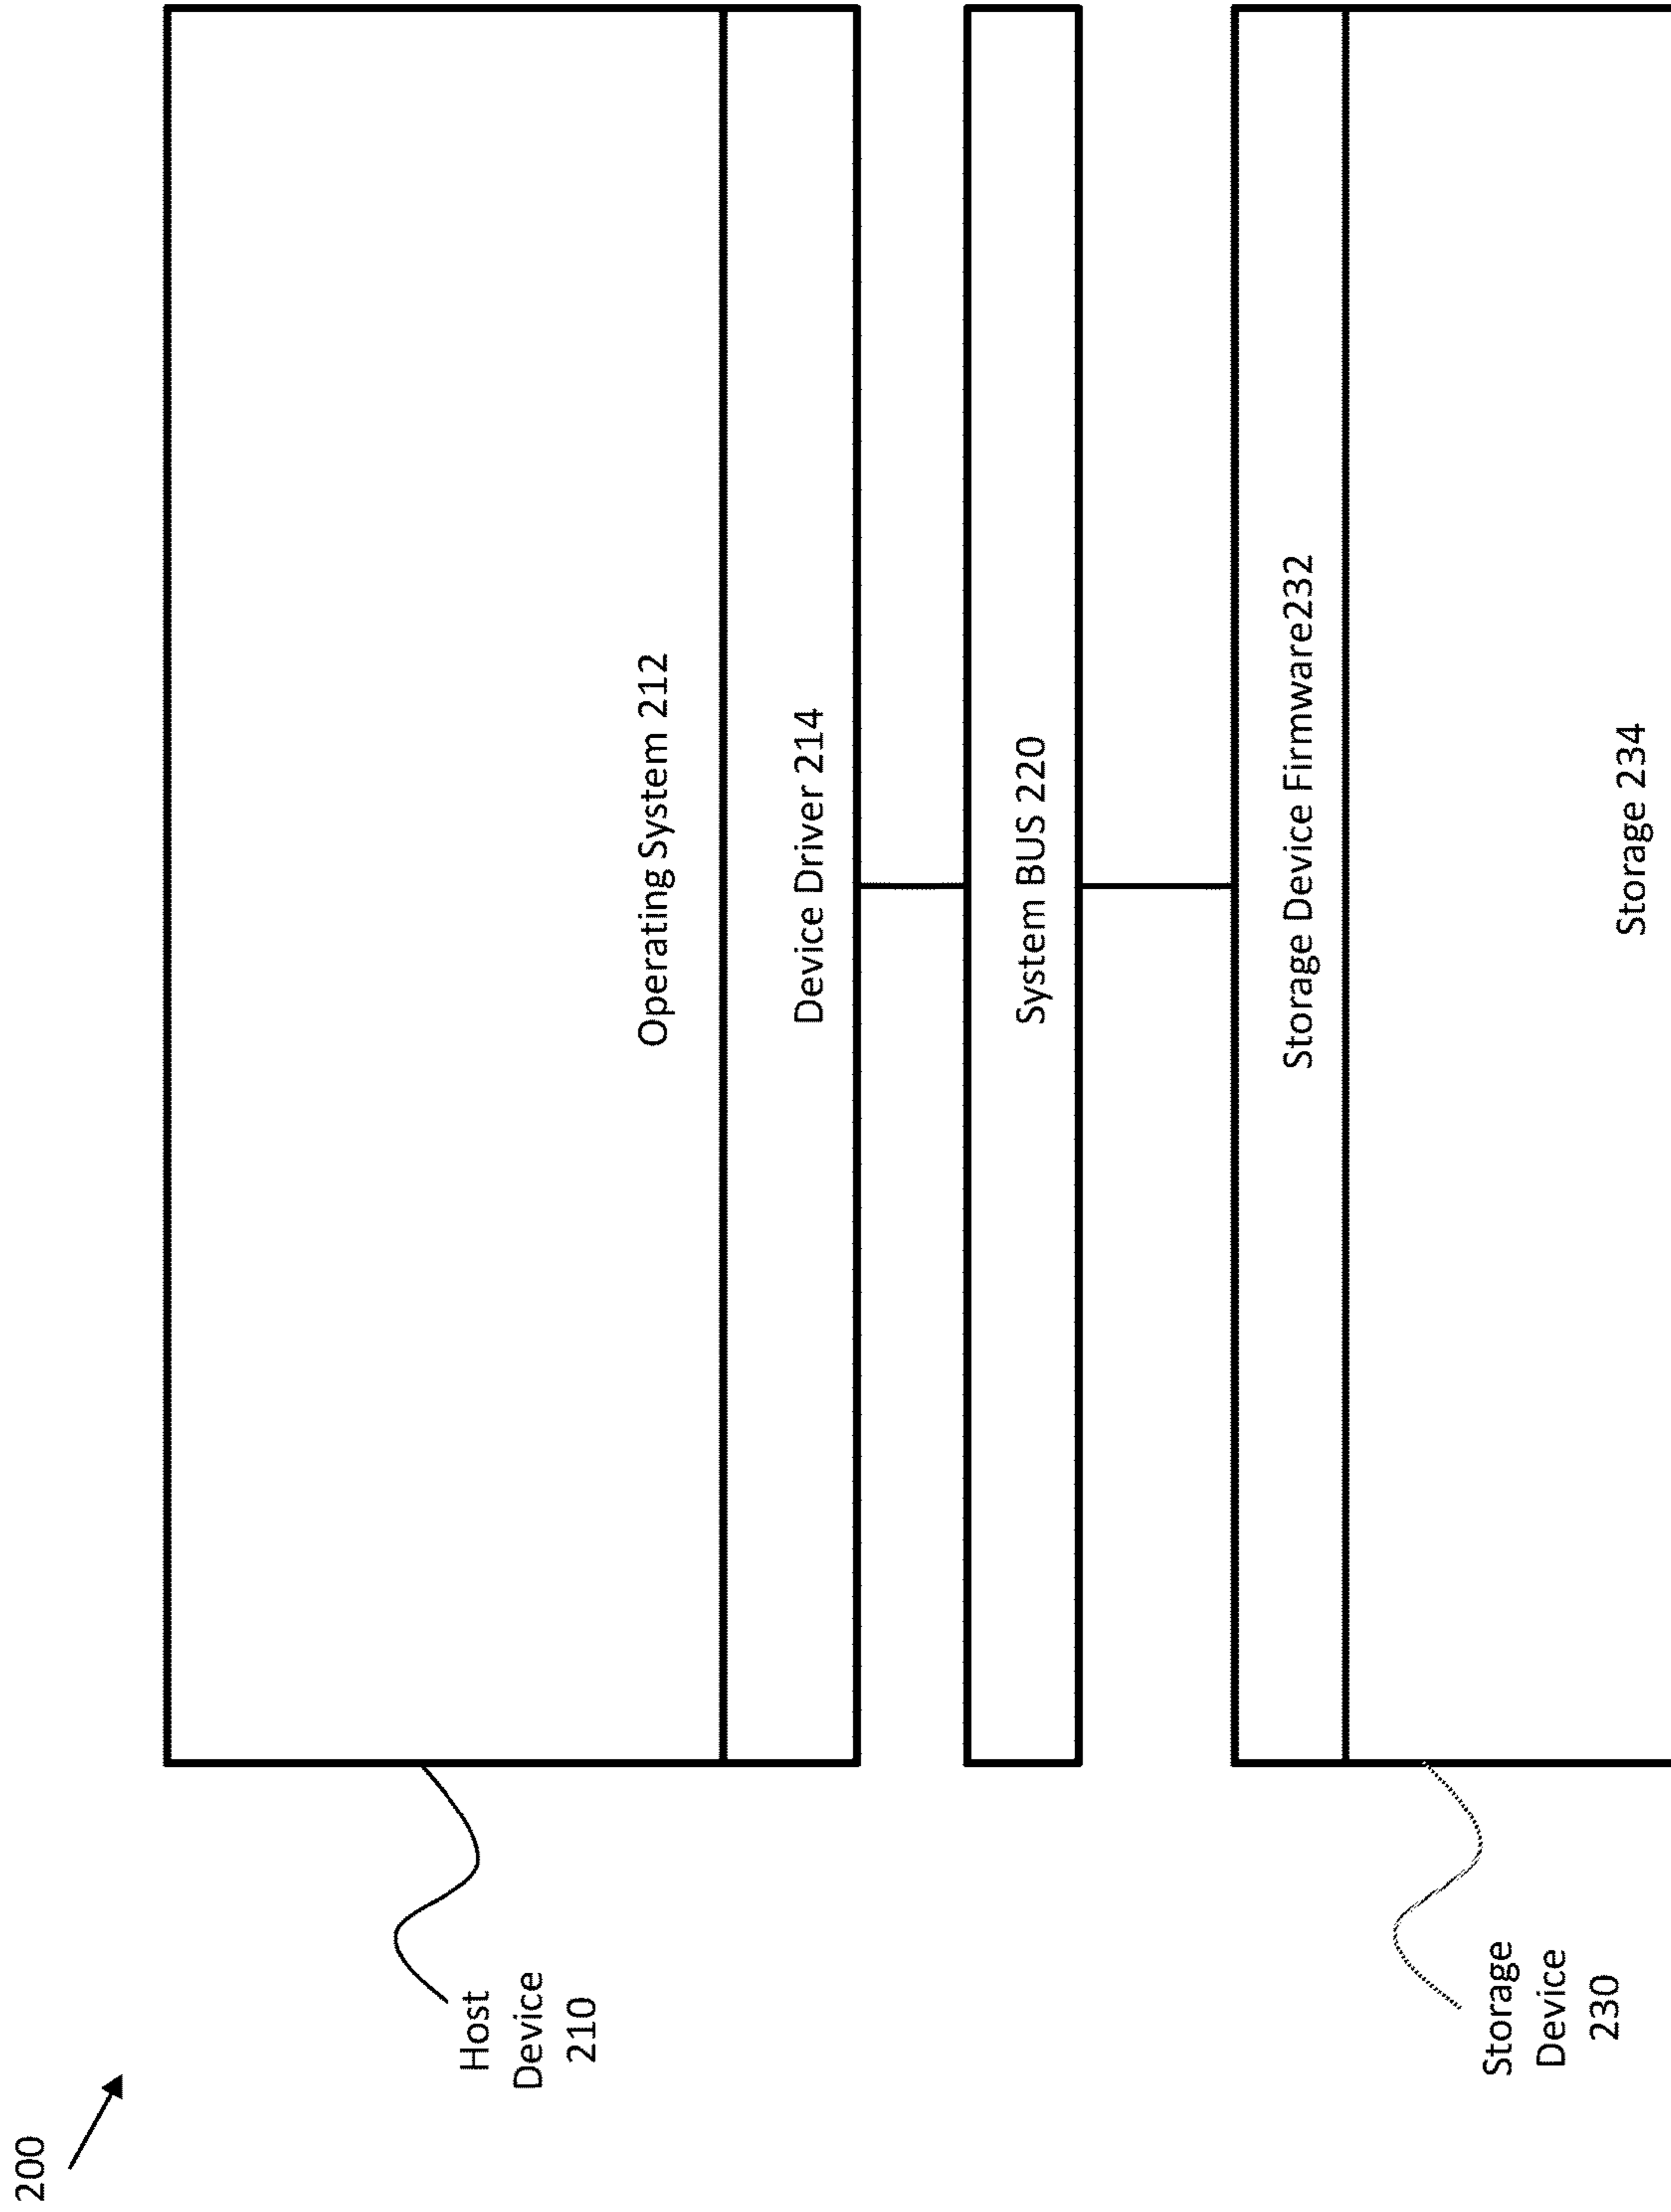 200
Host
Device
210
Operating System 212
Device Driver 214
System BUS 220
Storage
Device
230
Storage Device Firmware232
Storage 234